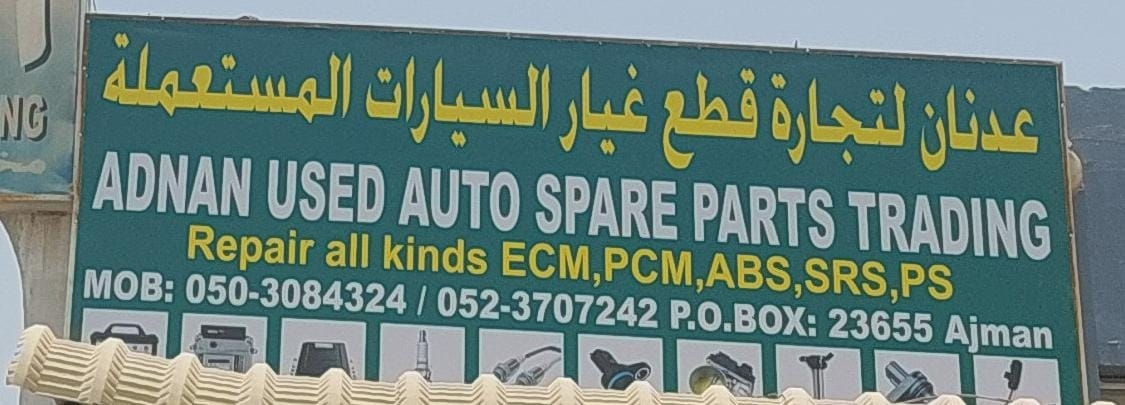 عدنان لتجارة قطع غيار السيارات المستعملة
ADNAN USED AUTO SPARE PARTS TRADING
Repair all kinds ECM,PCM,ABS,SRS,PS
MOB: 050-3084324 / 052-3707242 P.O.BOX: 23655 Ajman
NG